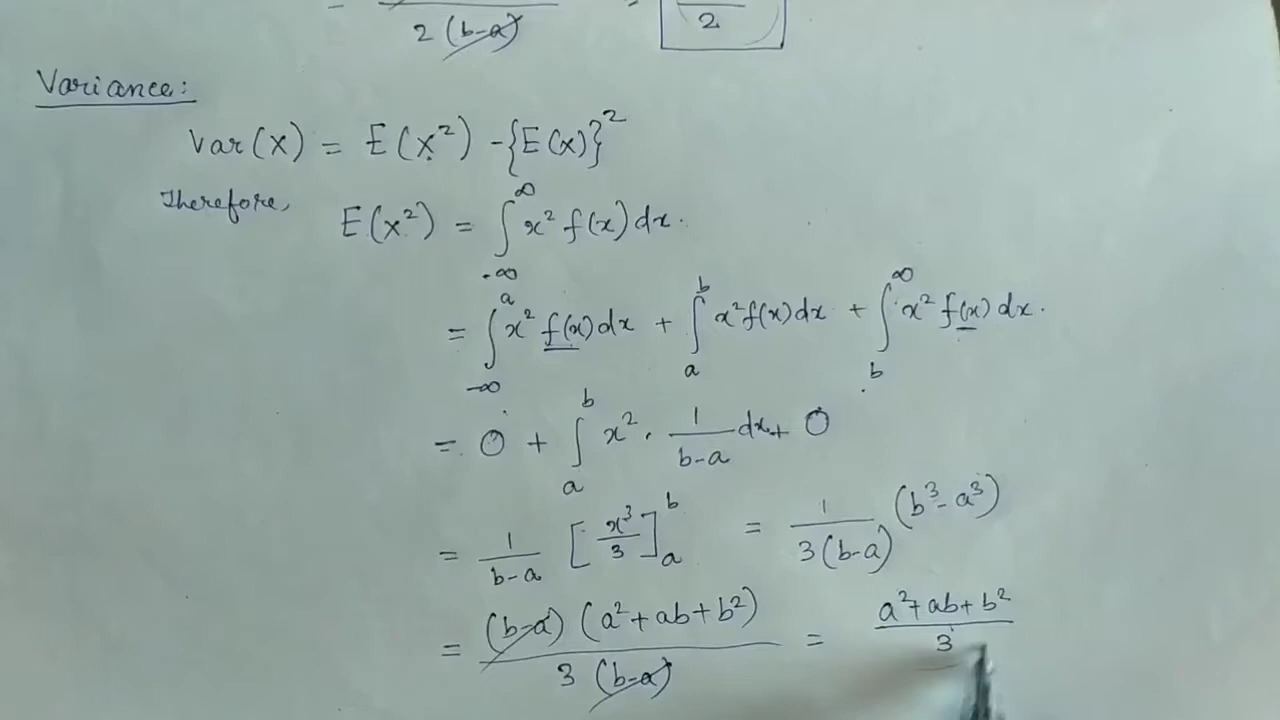 2 (b-a) 2
Variance:
Var(X) = E(X²) - {E(X)}²
Therefore, E(X²) = ∫_{-∞}^{∞} x² f(x) dx.
= ∫_{-∞}^{a} x² f(x) dx + ∫_{a}^{b} x² f(x) dx + ∫_{b}^{∞} x² f(x) dx.
= 0 + ∫_{a}^{b} x² · 1/(b-a) dx + 0
= 1/(b-a) [x³/3]_{a}^{b} = 1/(3(b-a)) (b³-a³)
= (b-a)(a²+ab+b²)/(3(b-a)) = (a²+ab+b²)/3